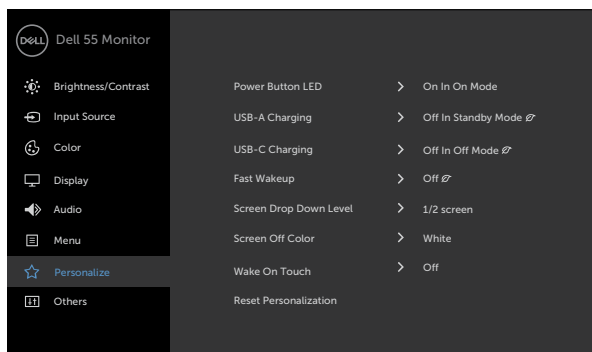 DELL Dell 55 Monitor
Brightness/Contrast
Input Source
Color
Display
Audio
Menu
Personalize
Others
Power Button LED > On In On Mode
USB-A Charging > Off In Standby Mode
USB-C Charging > Off In Off Mode
Fast Wakeup > Off
Screen Drop Down Level > 1/2 screen
Screen Off Color > White
Wake On Touch > Off
Reset Personalization